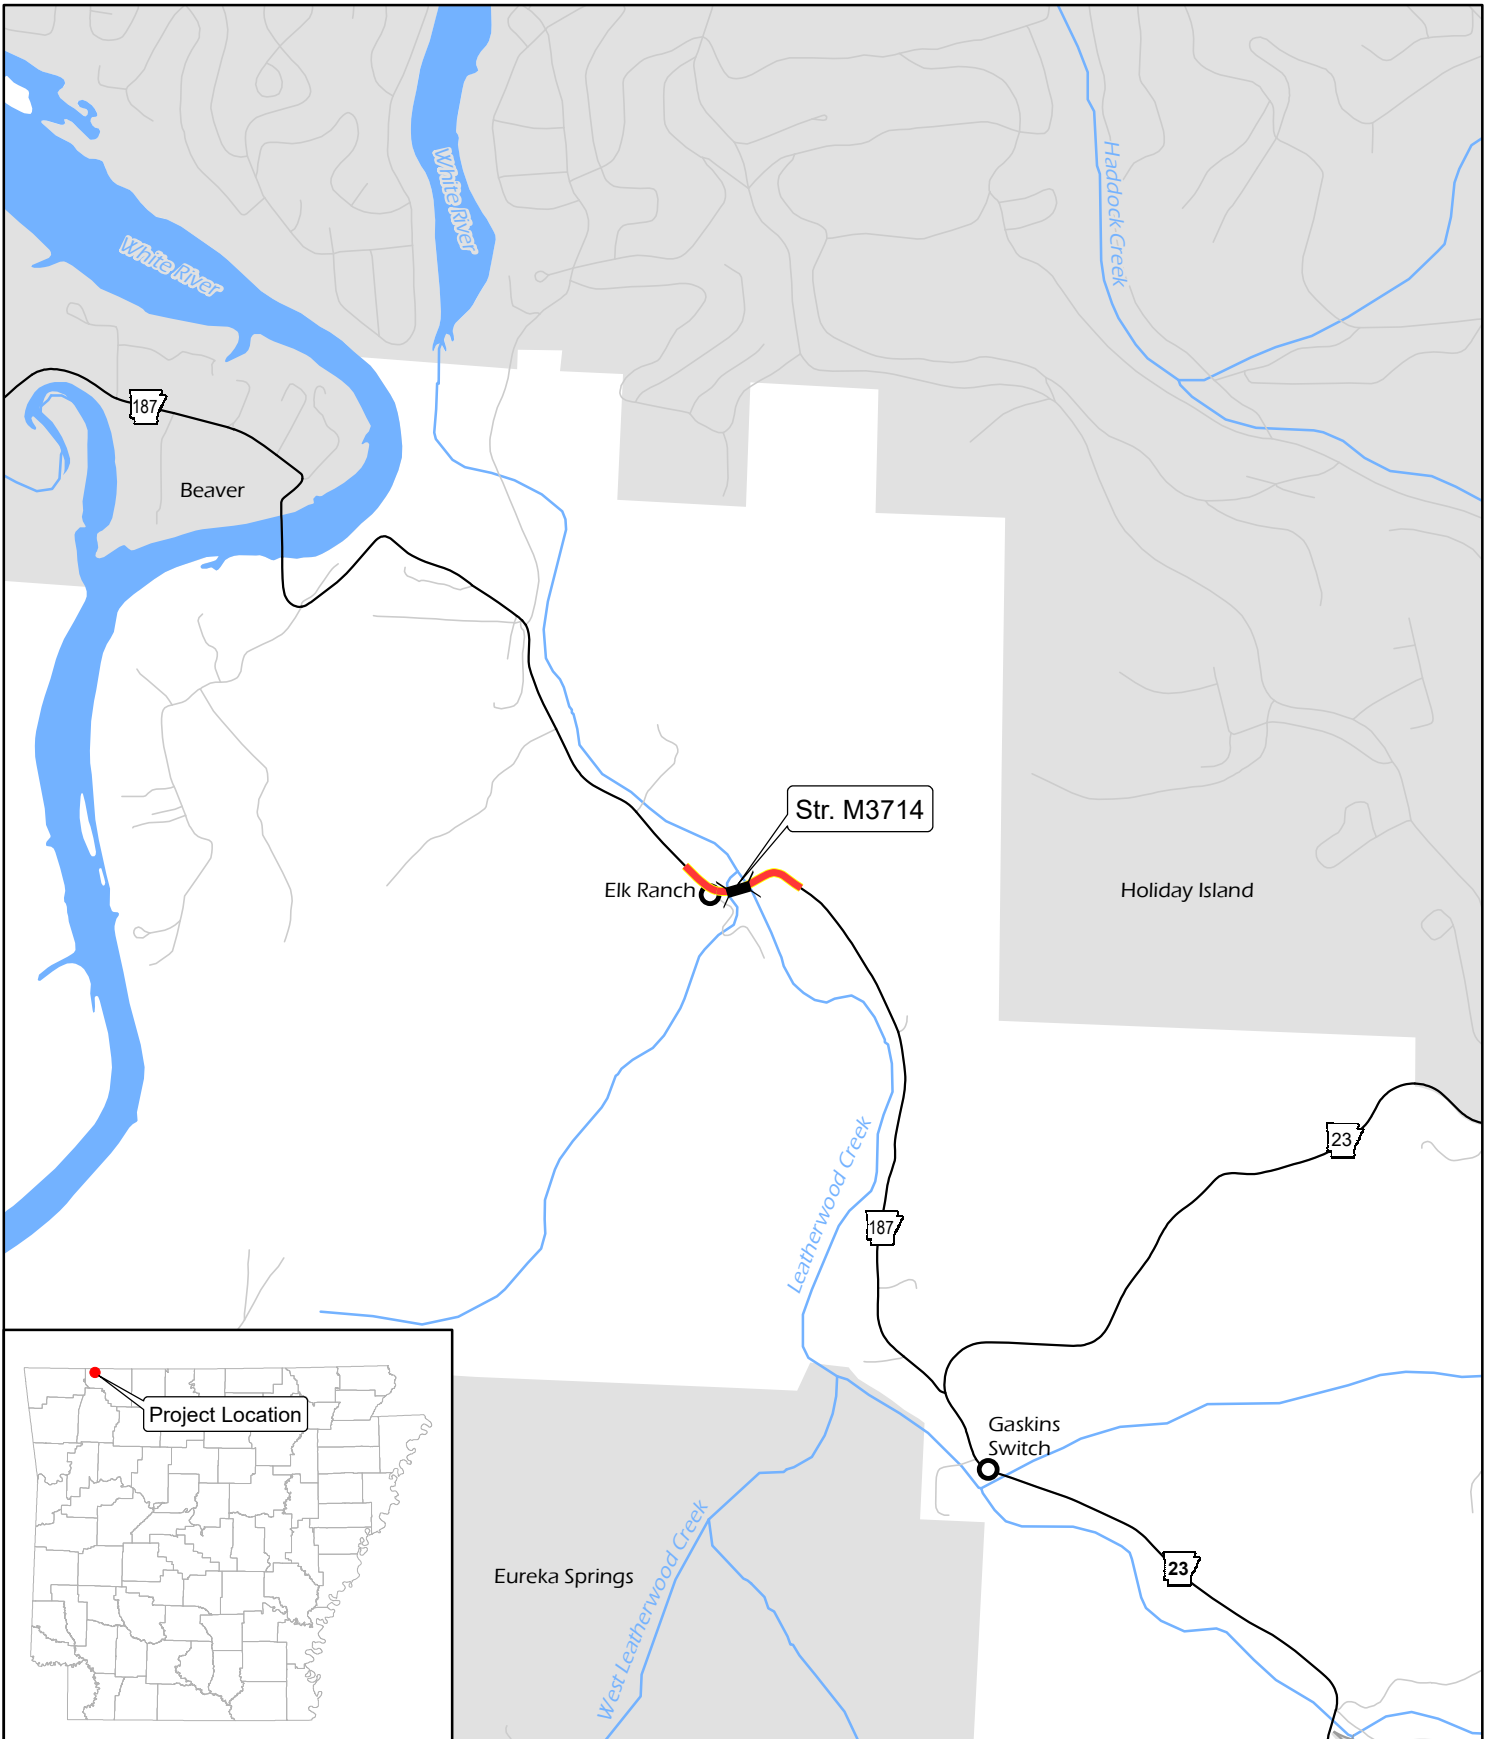 Haddock Creek
White River
White River
187
Beaver
Str. M3714
Elk Ranch
Holiday Island
23
Leatherwood Creek
187
Project Location
Gaskins
Switch
23
Eureka Springs
West Leatherwood Creek